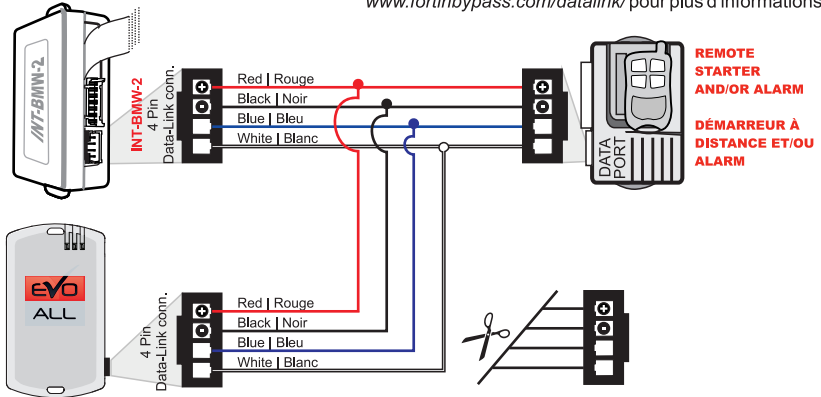 www.fortinbypass.com/datalink/ pour plus d'informations
INT-BMW-2
INT-BMW-2
4 Pin
Data-Link conn.
Red | Rouge
Black | Noir
Blue | Bleu
White | Blanc
DATA
PORT
REMOTE
STARTER
AND/OR ALARM
DÉMARREUR À
DISTANCE ET/OU
ALARM
EVO
ALL
4 Pin
Data-Link conn.
Red | Rouge
Black | Noir
Blue | Bleu
White | Blanc